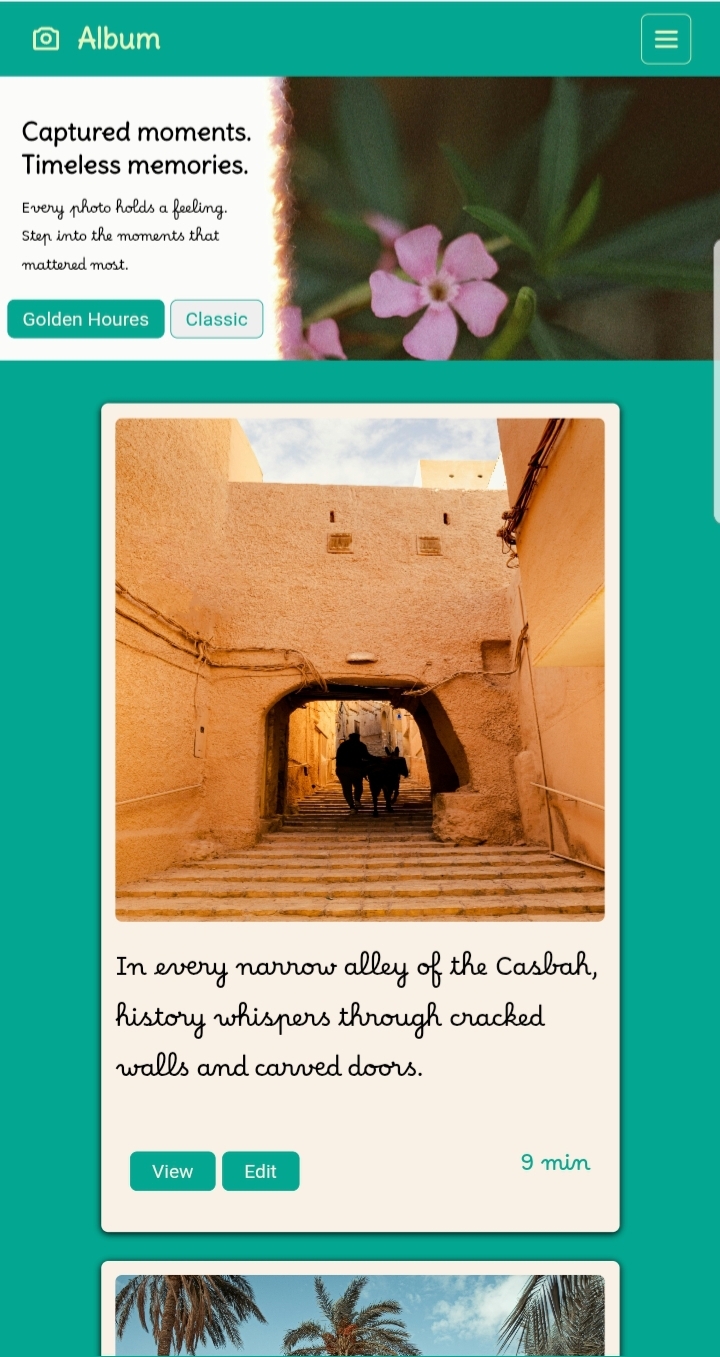 Album
Captured moments.
Timeless memories.
Every photo holds a feeling.
Step into the moments that
mattered most.
Golden Houres
Classic
In every narrow alley of the Casbah,
history whispers through cracked
walls and carved doors.
View
Edit
9 min